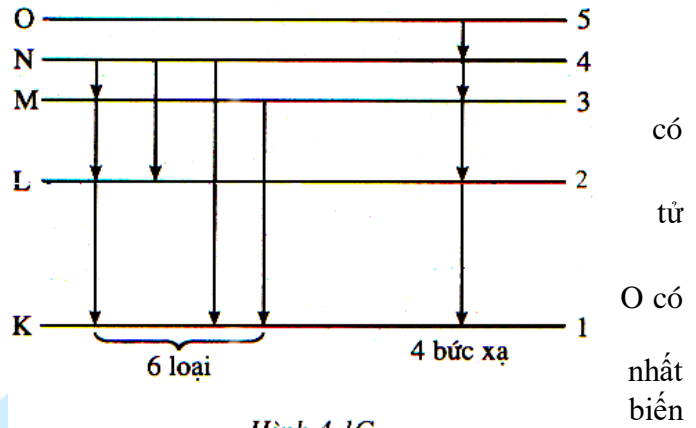 O 5
N 4
M 3
có
L 2
tử
O có
K 1
6 loại 4 bức xạ
nhất
biến